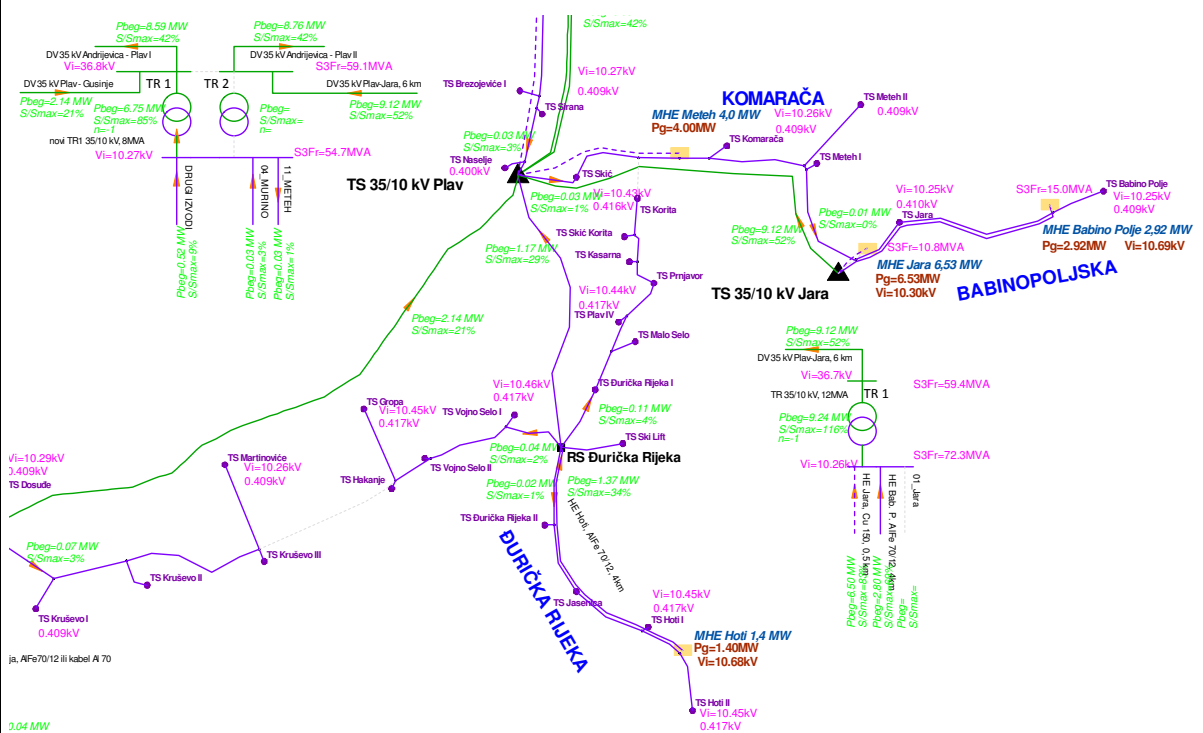 Pbeg=8.59 MW
S/Smax=42%
Pbeg=8.76 MW
S/Smax=42%
DV 35 kV Andrijevica - Plav I
DV 35 kV Andrijevica - Plav II
Vi=36.8kV
S3Fr=59.1MVA
DV 35 kV Plav - Gusinje
TR 1
TR 2
DV 35 kV Plav-Jara, 6 km
Pbeg=2.14 MW
S/Smax=21%
Pbeg=6.75 MW
S/Smax=85%
n=-1
Pbeg=
S/Smax=
n=
Pbeg=9.12 MW
S/Smax=52%
novi TR1 35/10 kV, 8MVA
Vi=10.27kV
S3Fr=54.7MVA
DRUGI IZVODI
04_MURINO
11_METEH
Pbeg=0.52 MW
S/Smax=9%
Pbeg=0.03 MW
S/Smax=3%
Pbeg=0.03 MW
S/Smax=1%
S/Smax=42%
Vi=10.27kV
0.409kV
TS Brezojeviće I
TS Sirana
Pbeg=0.03 MW
S/Smax=3%
TS Naselje
0.400kV
TS 35/10 kV Plav
KOMARAČA
MHE Meteh 4,0 MW
Pg=4.00MW
TS Komarača
TS Meteh II
0.409kV
Vi=10.26kV
0.409kV
TS Meteh I
TS Skić
Pbeg=0.03 MW
S/Smax=1%
Vi=10.43kV
0.416kV
TS Korita
TS Skić Korita
TS Kasarna
TS Prnjavor
Pbeg=1.17 MW
S/Smax=29%
Pbeg=9.12 MW
S/Smax=52%
Pbeg=0.01 MW
S/Smax=0%
Vi=10.25kV
0.410kV
TS Jara
S3Fr=15.0MVA
TS Babino Polje
Vi=10.25kV
0.409kV
MHE Babino Polje 2,92 MW
Pg=2.92MW
Vi=10.69kV
S3Fr=10.8MVA
MHE Jara 6,53 MW
Pg=6.53MW
Vi=10.30kV
TS 35/10 kV Jara
BABINOPOLJSKA
Vi=10.44kV
0.417kV
TS Plav IV
TS Malo Selo
Pbeg=2.14 MW
S/Smax=21%
Pbeg=9.12 MW
S/Smax=52%
DV 35 kV Plav-Jara, 6 km
Vi=36.7kV
S3Fr=59.4MVA
TR 35/10 kV, 12MVA
TR 1
Pbeg=9.24 MW
S/Smax=116%
n=-1
Vi=10.26kV
S3Fr=72.3MVA
HE Jara, Cu 150, 0,5 km
HE Bab. P. AlFe 70/12, 4km
01_Jara
Pbeg=6.50 MW
Pbeg=2.80 MW
Pbeg=
S/Smax=
TS Đurička Rijeka I
Vi=10.46kV
0.417kV
TS Gropa
Vi=10.45kV
0.417kV
TS Vojno Selo I
Pbeg=0.11 MW
S/Smax=4%
Pbeg=0.04 MW
S/Smax=2%
TS Ski Lift
RS Đurička Rijeka
TS Vojno Selo II
TS Hakanje
Pbeg=0.02 MW
S/Smax=1%
Pbeg=1.37 MW
S/Smax=34%
HE Hoti, AlFe 70/12, 4km
TS Đurička Rijeka II
ĐURIČKA RIJEKA
TS Jasenica
TS Hoti I
Vi=10.45kV
0.417kV
MHE Hoti 1,4 MW
Pg=1.40MW
Vi=10.68kV
TS Hoti II
Vi=10.45kV
0.417kV
Vi=10.29kV
0.409kV
TS Dosuđe
TS Martinoviće
Vi=10.26kV
0.409kV
Pbeg=0.07 MW
S/Smax=3%
TS Kruševo III
TS Kruševo II
TS Kruševo I
0.409kV
ja, AlFe70/12 ili kabel Al 70
0.04 MW